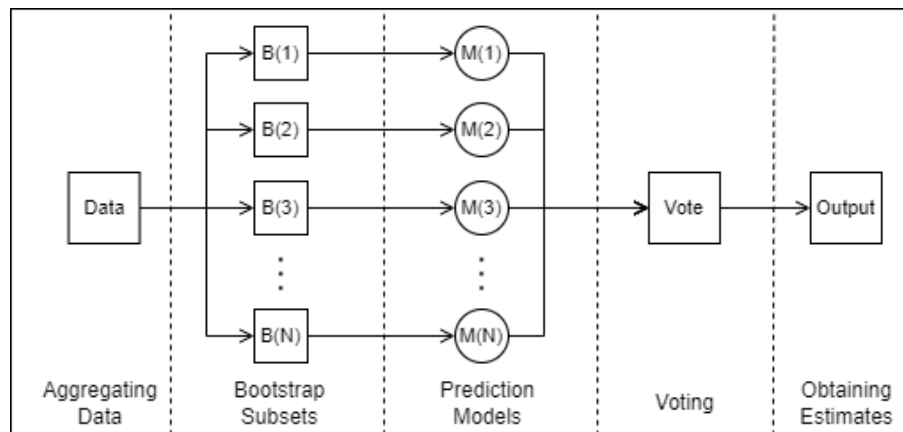 B(1)
M(1)
B(2)
M(2)
Data
B(3)
M(3)
Vote
Output
B(N)
M(N)
Aggregating
Data
Bootstrap
Subsets
Prediction
Models
Voting
Obtaining
Estimates